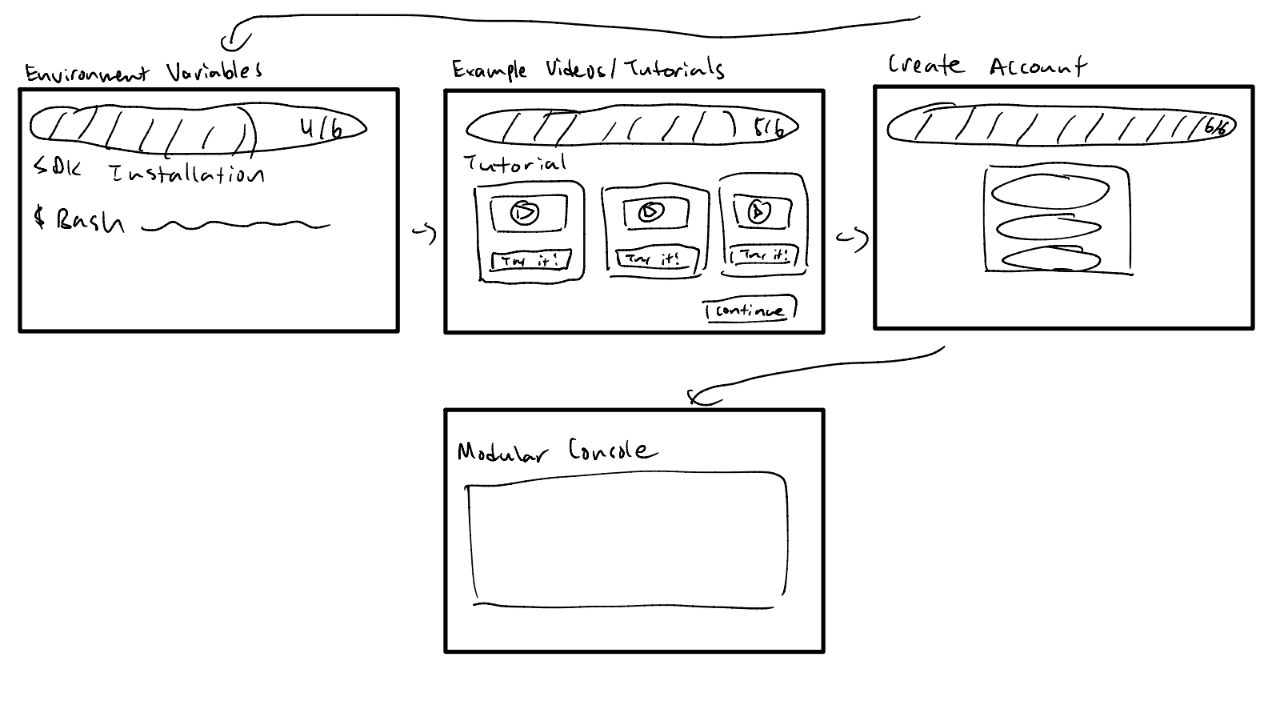 Environment Variables
4/6
SDK Installation
$ Bash
Example Videos/Tutorials
5/6
Tutorial
Try it!
Try it!
Try it!
Continue
Create Account
6/6
Modular Console